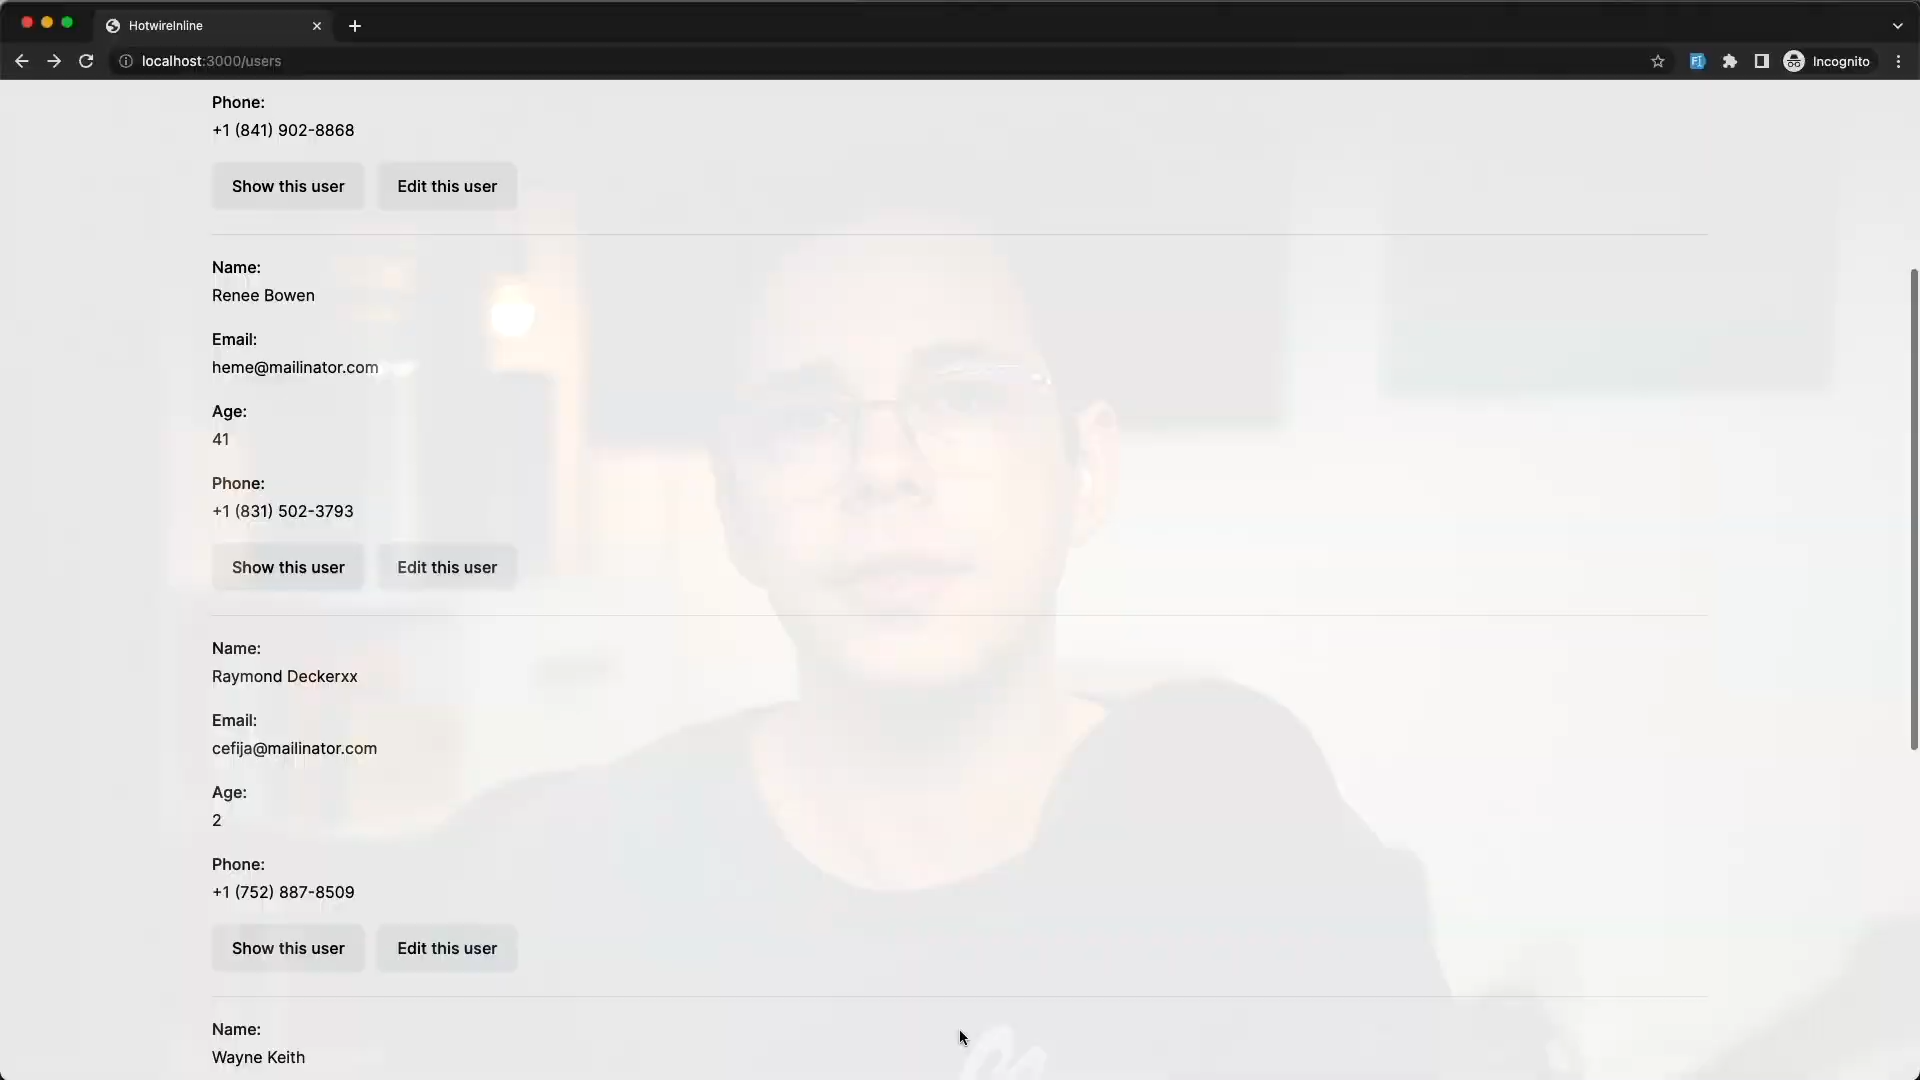 HotwireInline
localhost:3000/users
Incognito
Phone:
+1 (841) 902-8868
Show this user
Edit this user
Name:
Renee Bowen
Email:
heme@mailinator.com
Age:
41
Phone:
+1 (831) 502-3793
Show this user
Edit this user
Name:
Raymond Deckerxx
Email:
cefija@mailinator.com
Age:
2
Phone:
+1 (752) 887-8509
Show this user
Edit this user
Name:
Wayne Keith